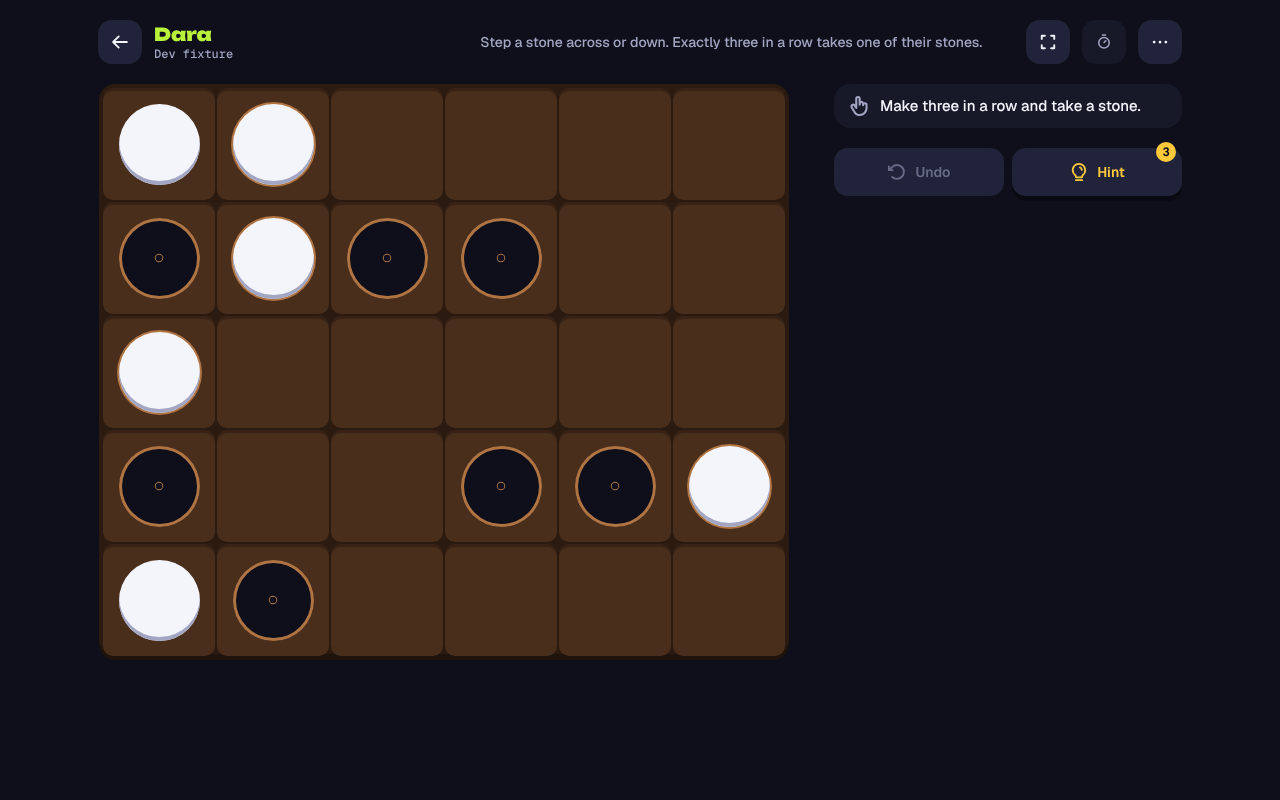 Dara
Dev fixture
Step a stone across or down. Exactly three in a row takes one of their stones.
Make three in a row and take a stone.
Undo
Hint
3